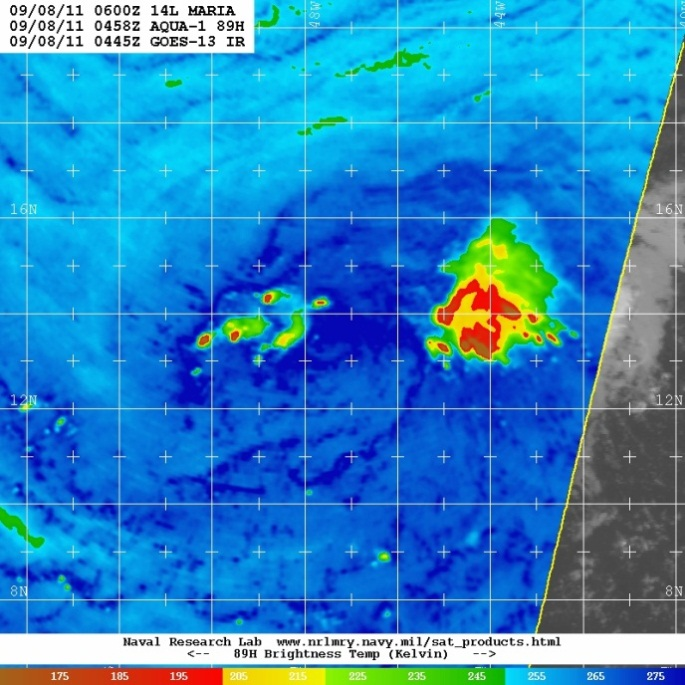 09/08/11 0600Z 14L MARIA
09/08/11 0458Z AQUA-1 89H
09/08/11 0445Z GOES-13 IR
48W 44W
16N 16N
12N 12N
8N 8N
Naval Research Lab www.nrlmry.navy.mil/sat_products.html
<-- 89H Brightness Temp (Kelvin) -->
175 185 195 205 215 225 235 245 255 265 275